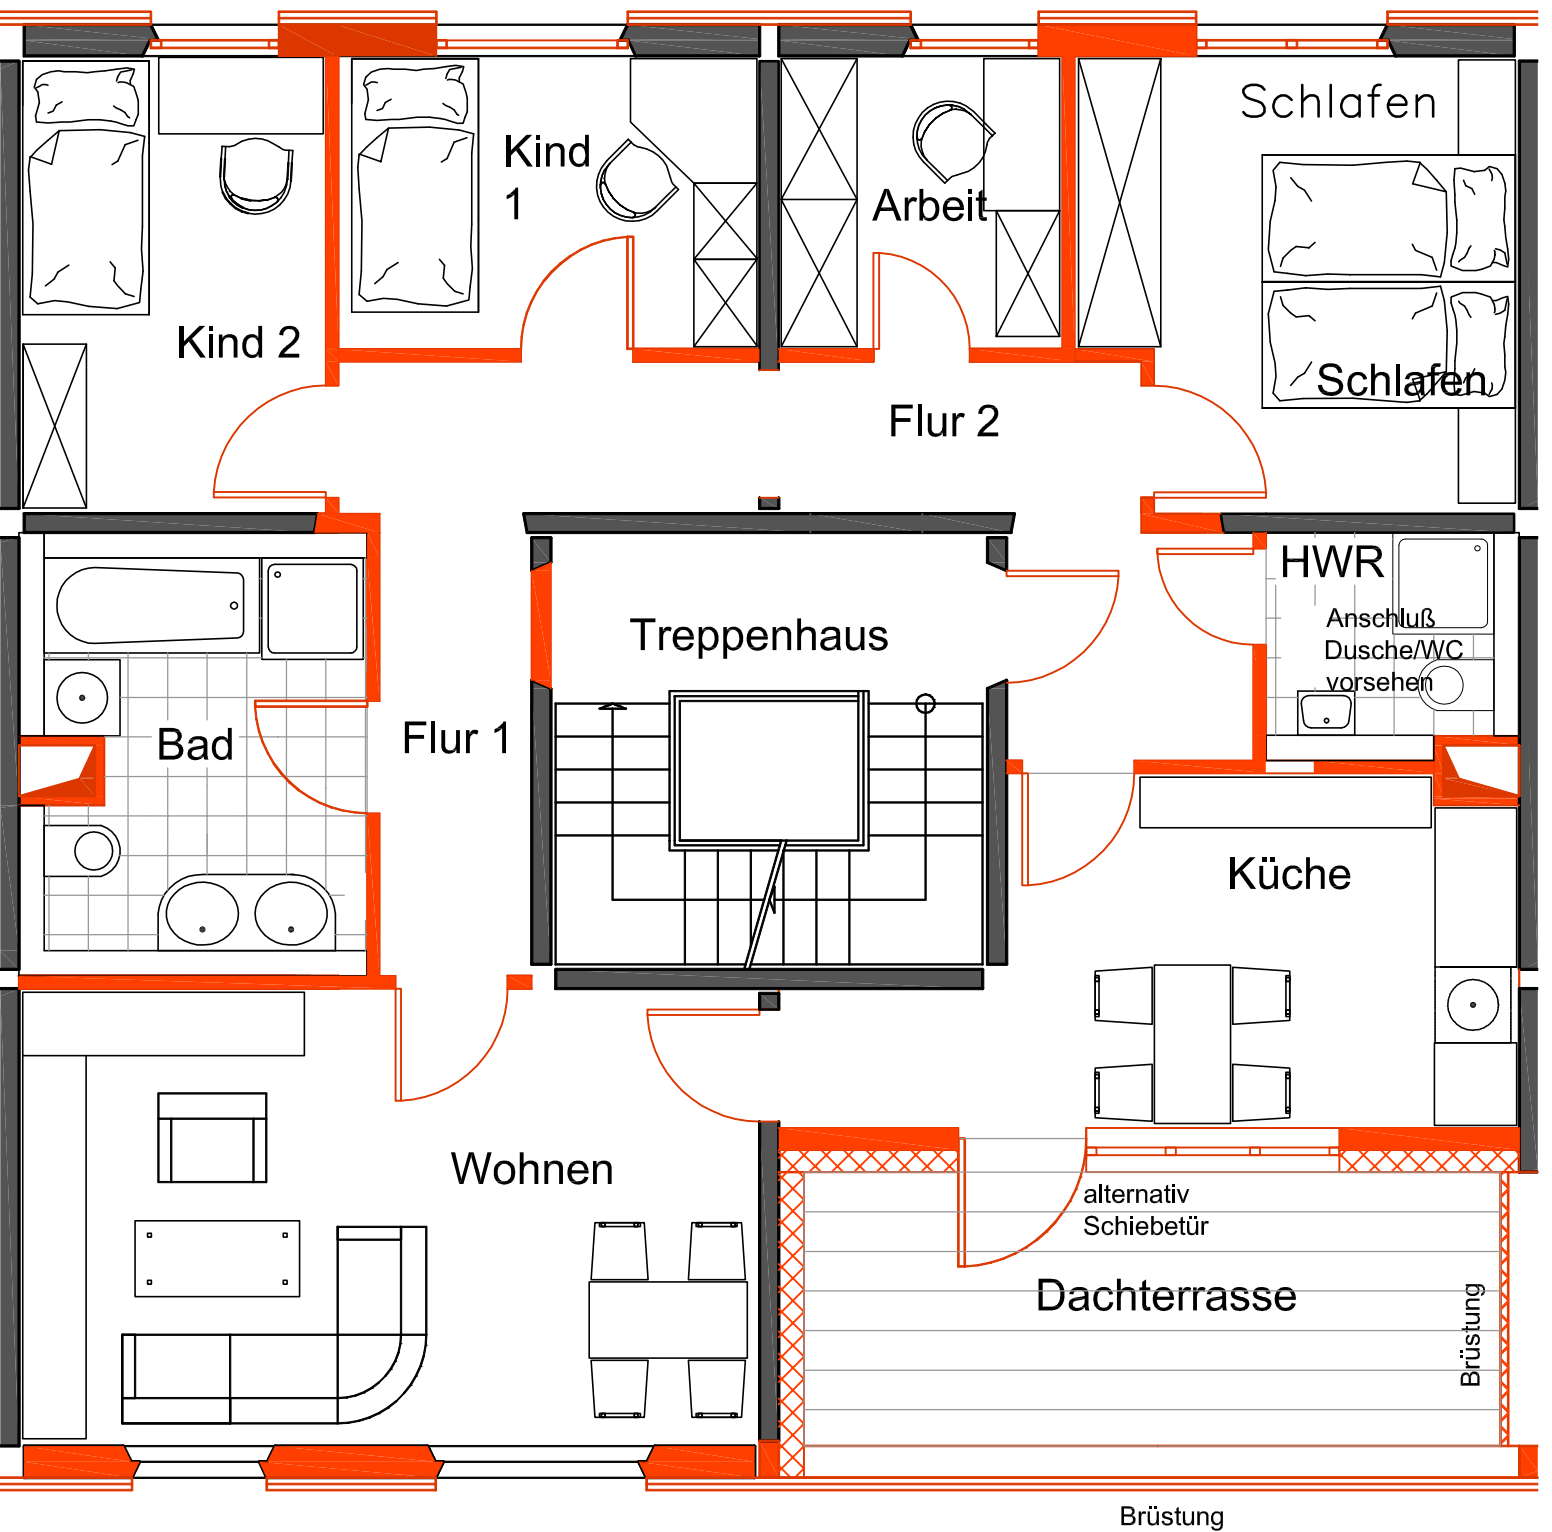 Schlafen
Kind
1
Arbeit
Kind 2
Schlafen
Flur 2
HWR
Anschluß
Dusche/WC
vorsehen
Treppenhaus
Flur 1
Bad
Küche
Wohnen
alternativ
Schiebetür
Dachterrasse
Brüstung
Brüstung